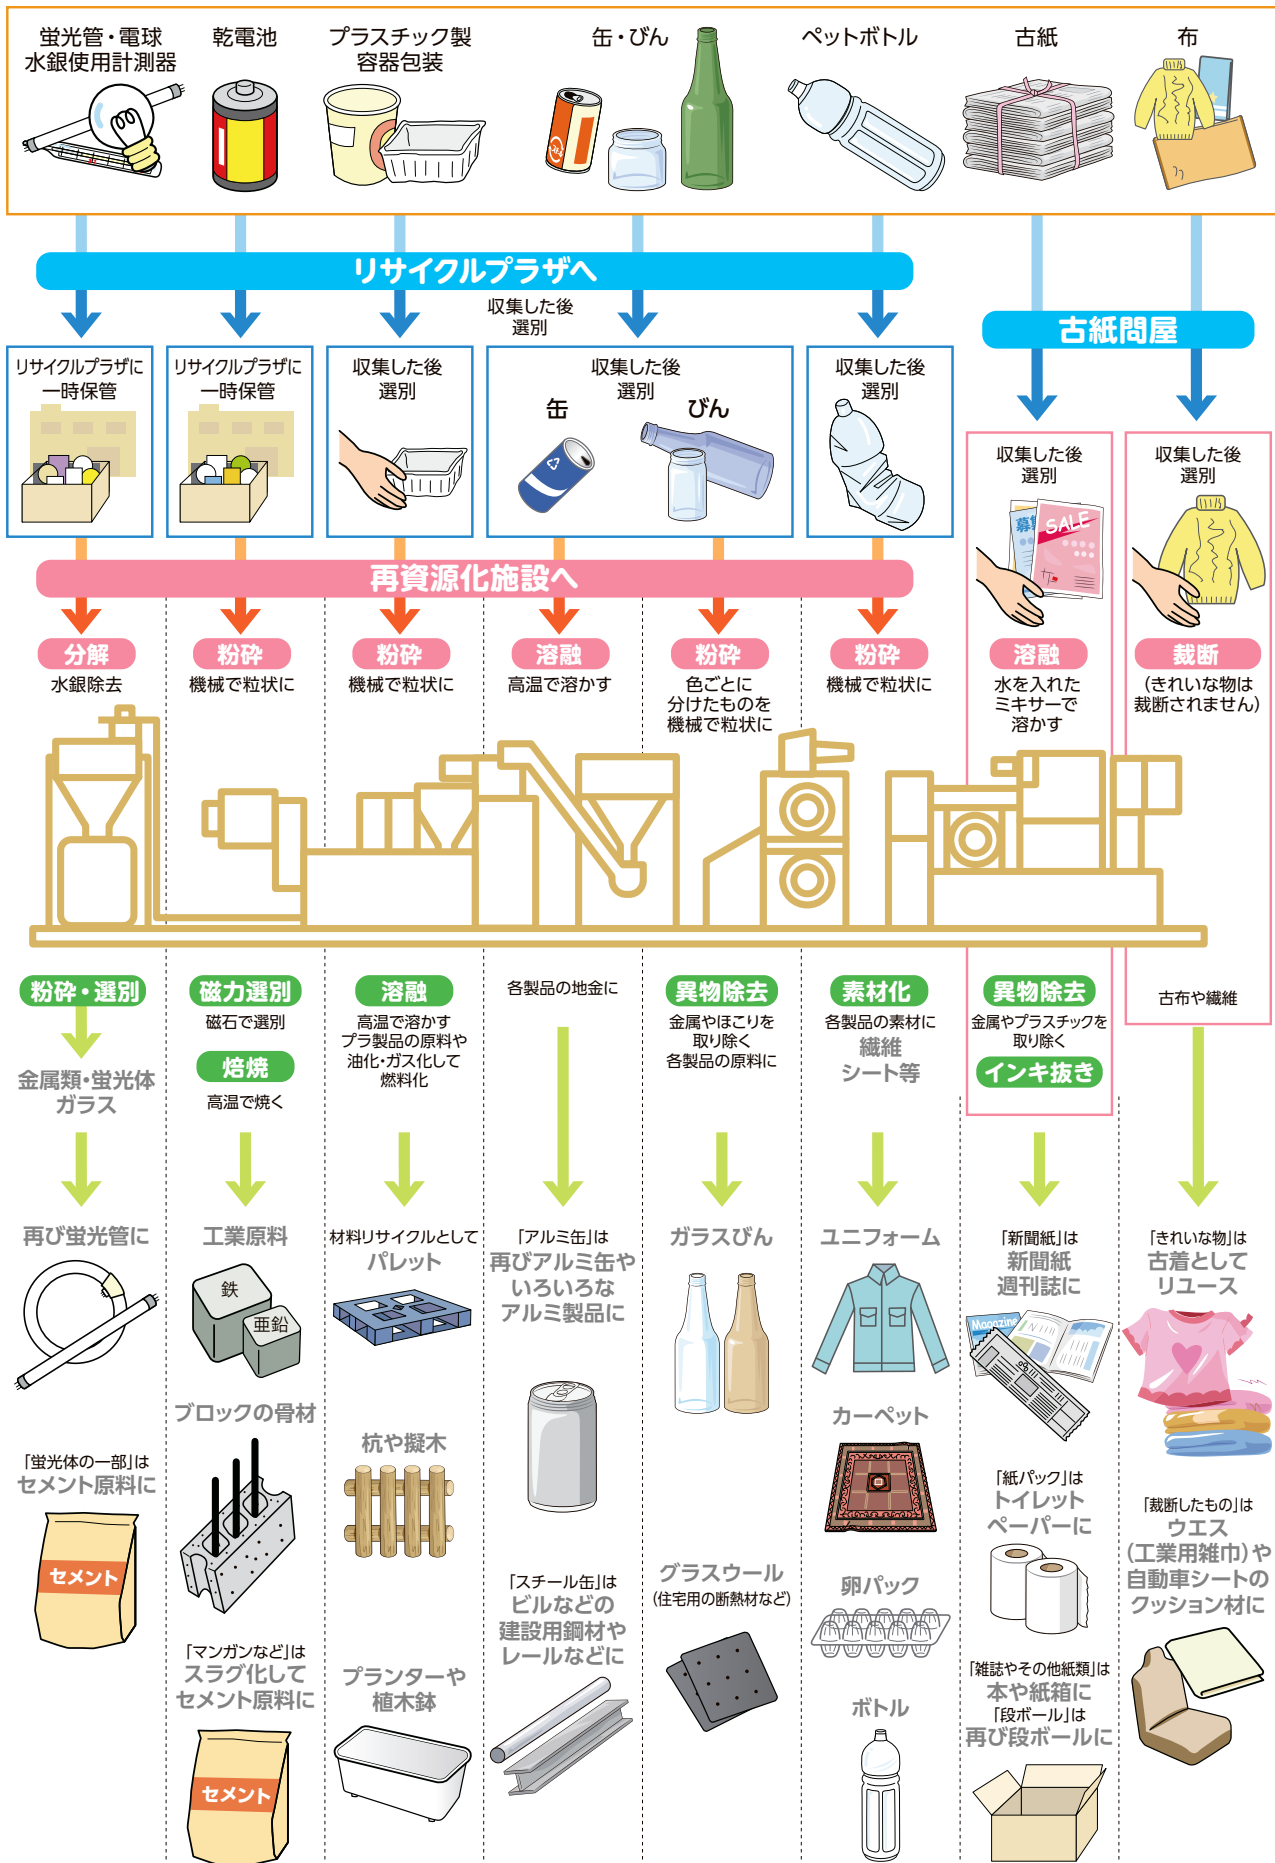 蛍光管・電球
水銀使用計測器
乾電池
プラスチック製
容器包装
缶・びん
ペットボトル
古紙
布
リサイクルプラザへ
収集した後
選別
古紙問屋
リサイクルプラザに
一時保管
リサイクルプラザに
一時保管
収集した後
選別
収集した後
選別
缶
びん
収集した後
選別
収集した後
選別
SALE
収集した後
選別
再資源化施設へ
分解
水銀除去
粉砕
機械で粒状に
粉砕
機械で粒状に
溶融
高温で溶かす
粉砕
色ごとに
分けたものを
機械で粒状に
粉砕
機械で粒状に
溶融
水を入れた
ミキサーで
溶かす
裁断
(きれいな物は
裁断されません)
粉砕・選別
金属類・蛍光体
ガラス
磁力選別
磁石で選別
焙焼
高温で焼く
溶融
高温で溶かす
プラ製品の原料や
油化・ガス化して
燃料化
各製品の地金に
異物除去
金属やほこりを
取り除く
各製品の原料に
素材化
各製品の素材に
繊維
シート等
異物除去
金属やプラスチックを
取り除く
インキ抜き
古布や繊維
再び蛍光管に
「蛍光体の一部」は
セメント原料に
セメント
工業原料
鉄
亜鉛
ブロックの骨材
「マンガンなど」は
スラグ化して
セメント原料に
セメント
材料リサイクルとして
パレット
杭や擬木
プランターや
植木鉢
「アルミ缶」は
再びアルミ缶や
いろいろな
アルミ製品に
「スチール缶」は
ビルなどの
建設用鋼材や
レールなどに
ガラスびん
グラスウール
(住宅用の断熱材など)
ユニフォーム
カーペット
卵パック
ボトル
「新聞紙」は
新聞紙
週刊誌に
Magazine
「紙パック」は
トイレット
ペーパーに
「雑誌やその他紙類」は
本や紙箱に
「段ボール」は
再び段ボールに
「きれいな物」は
古着として
リユース
「裁断したもの」は
ウエス
(工業用雑巾)や
自動車シートの
クッション材に